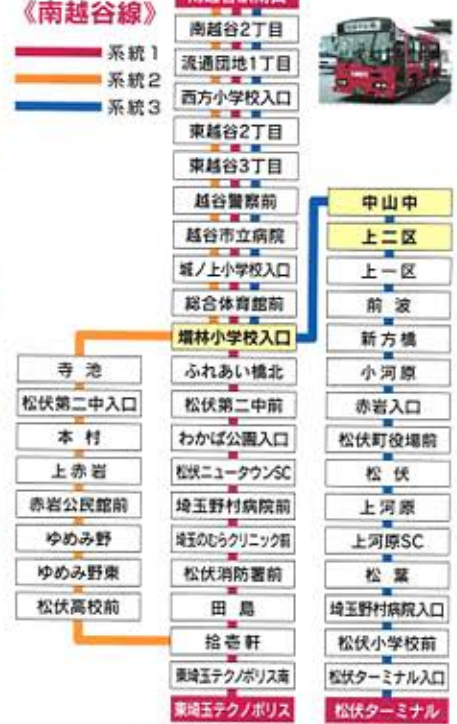 《南越谷線》
系統1
系統2
系統3
南越谷2丁目
流通団地1丁目
西方小学校入口
東越谷2丁目
東越谷3丁目
越谷警察前
越谷市立病院
城ノ上小学校入口
総合体育館前
増林小学校入口
ふれあい橋北
松伏第二中前
わかば公園入口
松伏ニュータウンSC
埼玉野村病院前
埼玉のむらクリニック前
松伏消防署前
田島
拾壱軒
東埼玉テクノポリス南
東埼玉テクノポリス
寺池
松伏第二中入口
本村
上赤岩
赤岩公民館前
ゆめみ野
ゆめみ野東
松伏高校前
中山中
上二区
上一区
前波
新方橋
小河原
赤岩入口
松伏町役場前
松伏
上河原
上河原SC
松葉
埼玉野村病院入口
松伏小学校前
松伏ターミナル入口
松伏ターミナル